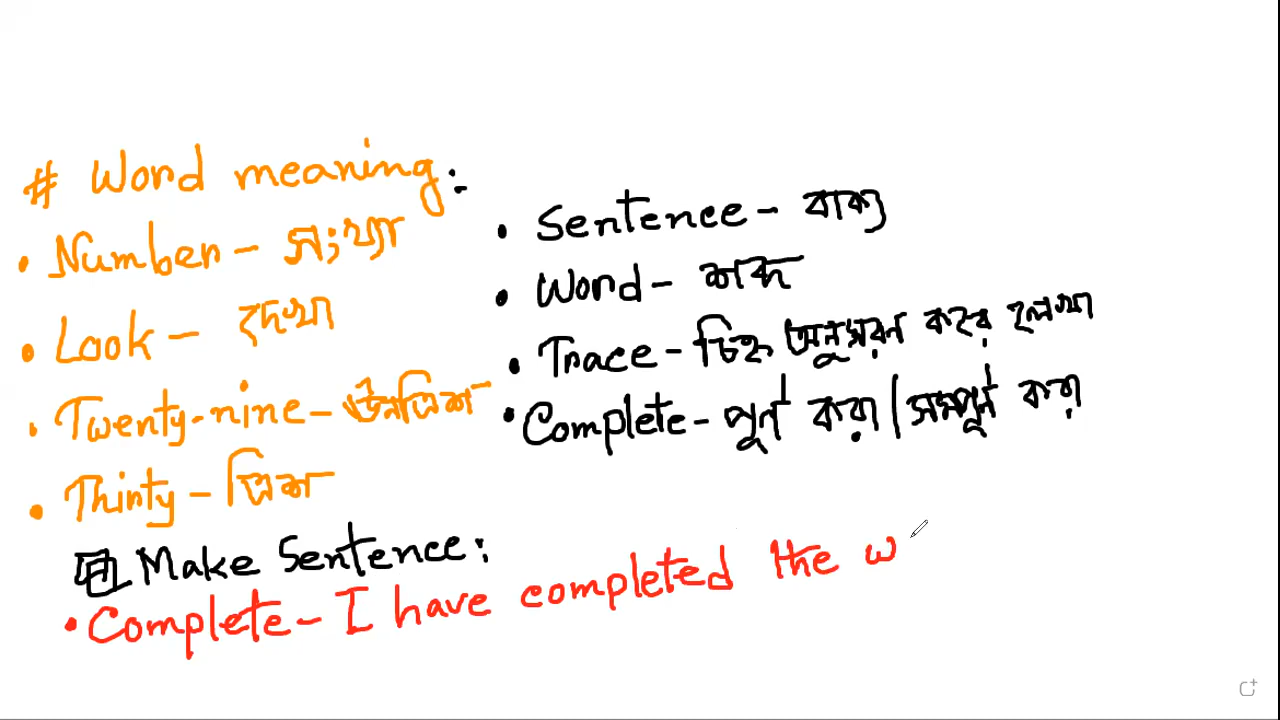 # Word meaning:-
• Number - সংখ্যা
• Look - দেখা
• Twenty-nine - ঊনত্রিশ
• Thirty - ত্রিশ
• Sentence - বাক্য
• Word - শব্দ
• Trace - চিহ্ন অনুসরণ করে লেখা
• Complete - পূর্ণ করা / সম্পূর্ণ করা
Make Sentence:
• Complete - I have completed the w